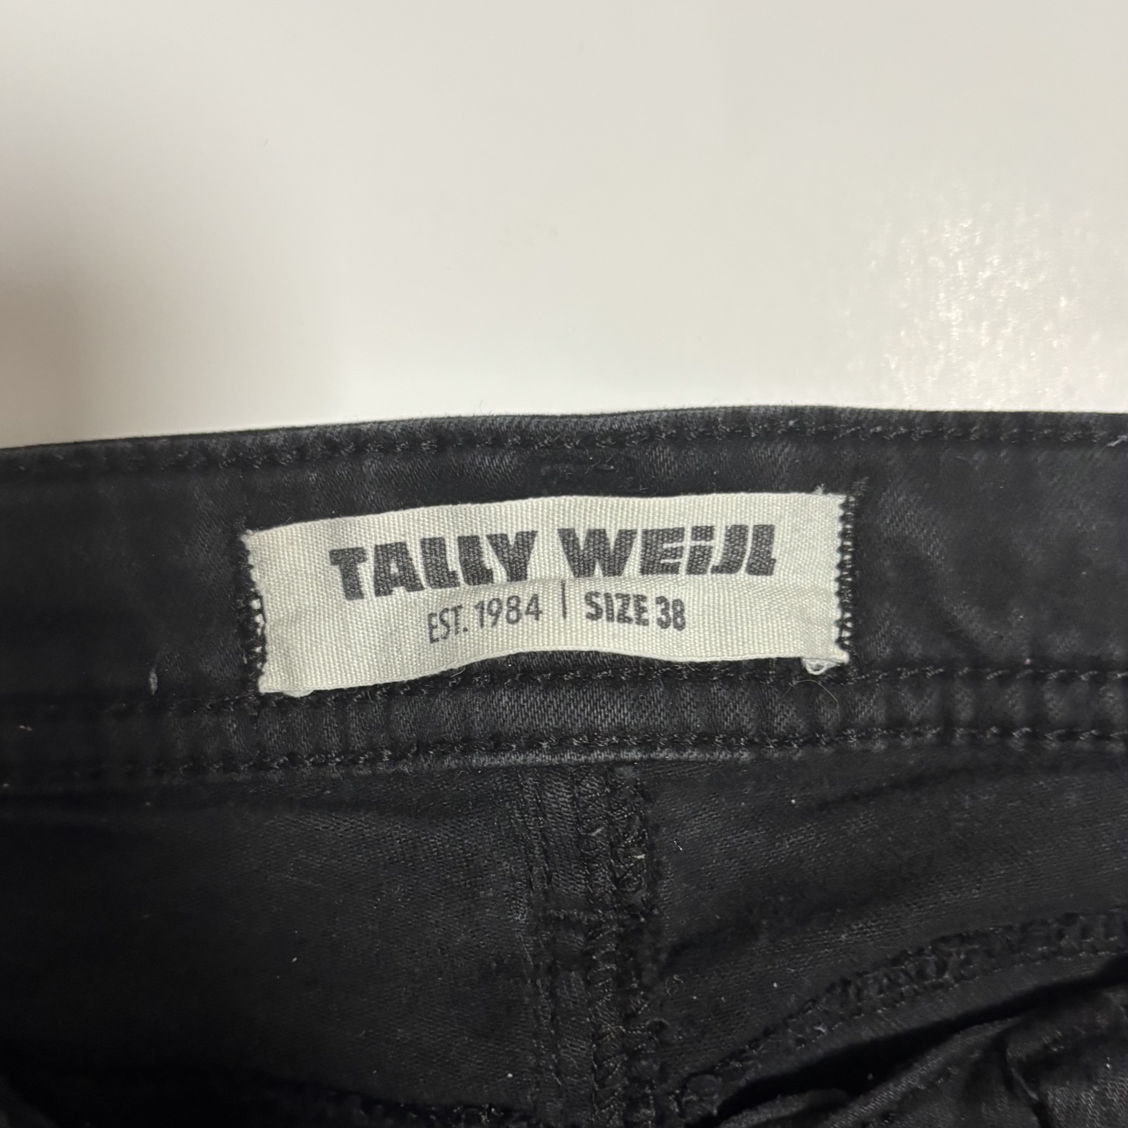 TALLY WEiJL
EST. 1984 | SIZE 38